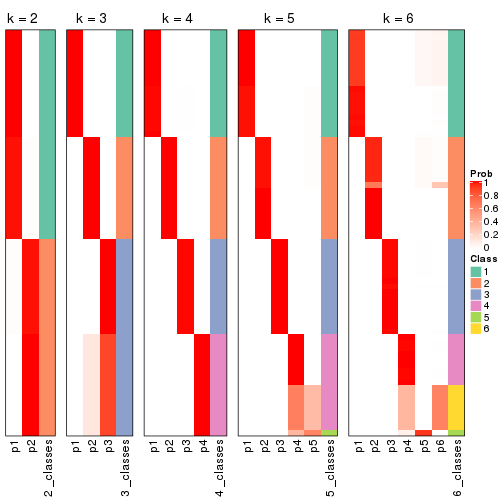 k = 2
k = 3
k = 4
k = 5
k = 6
Prob
1
0.8
0.6
0.4
0.2
0
Class
1
2
3
4
5
6
p1
p2
2_classes
p1
p2
p3
3_classes
p1
p2
p3
p4
4_classes
p1
p2
p3
p4
p5
5_classes
p1
p2
p3
p4
p5
p6
6_classes